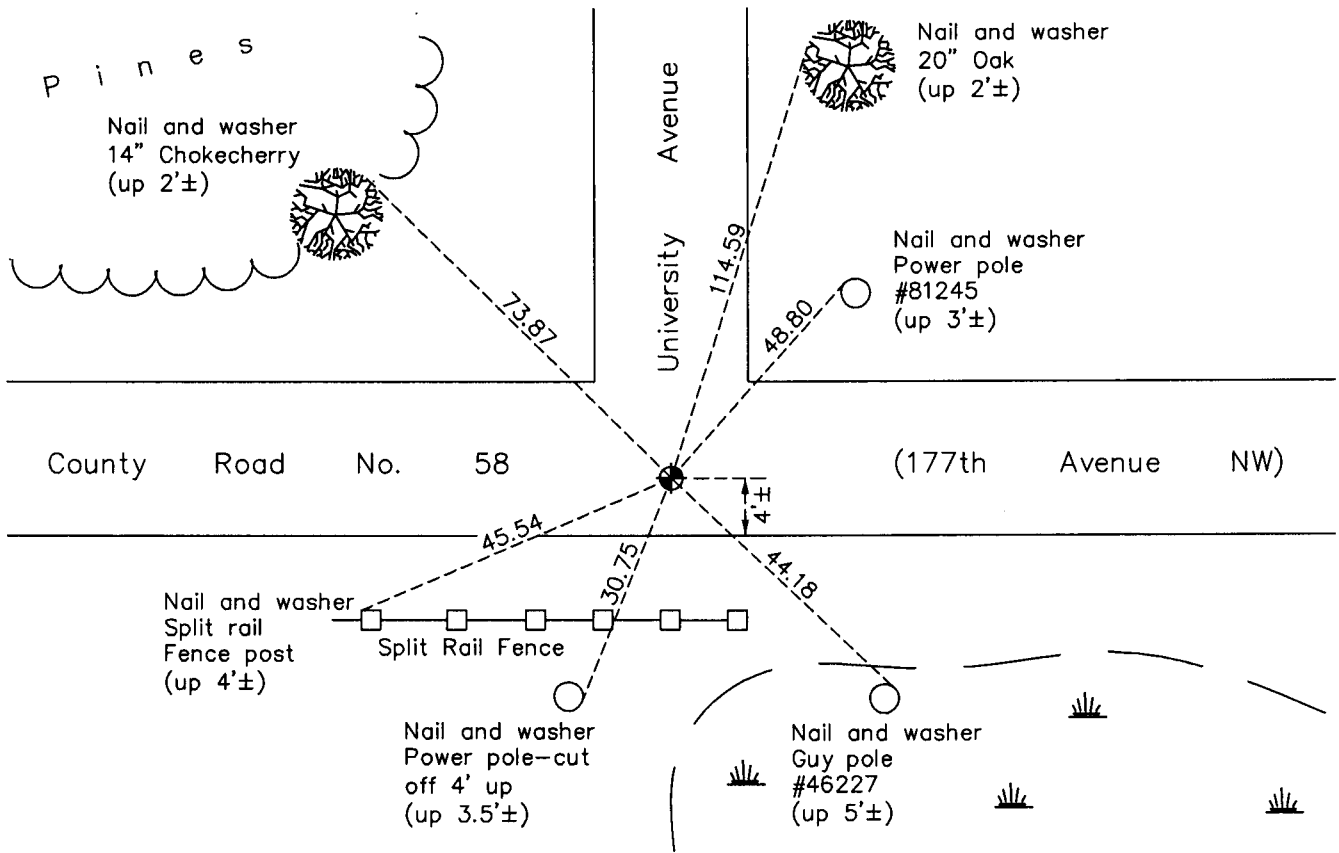 Pines
Nail and washer
14" Chokecherry
(up 2'±)
University Avenue
Nail and washer
20" Oak
(up 2'±)
Nail and washer
Power pole
#81245
(up 3'±)
73.87
114.59
48.80
County Road No. 58
(177th Avenue NW)
4'±
45.54
30.75
44.18
Nail and washer
Split rail
Fence post
(up 4'±)
Split Rail Fence
Nail and washer
Power pole-cut
off 4' up
(up 3.5'±)
Nail and washer
Guy pole
#46227
(up 5'±)